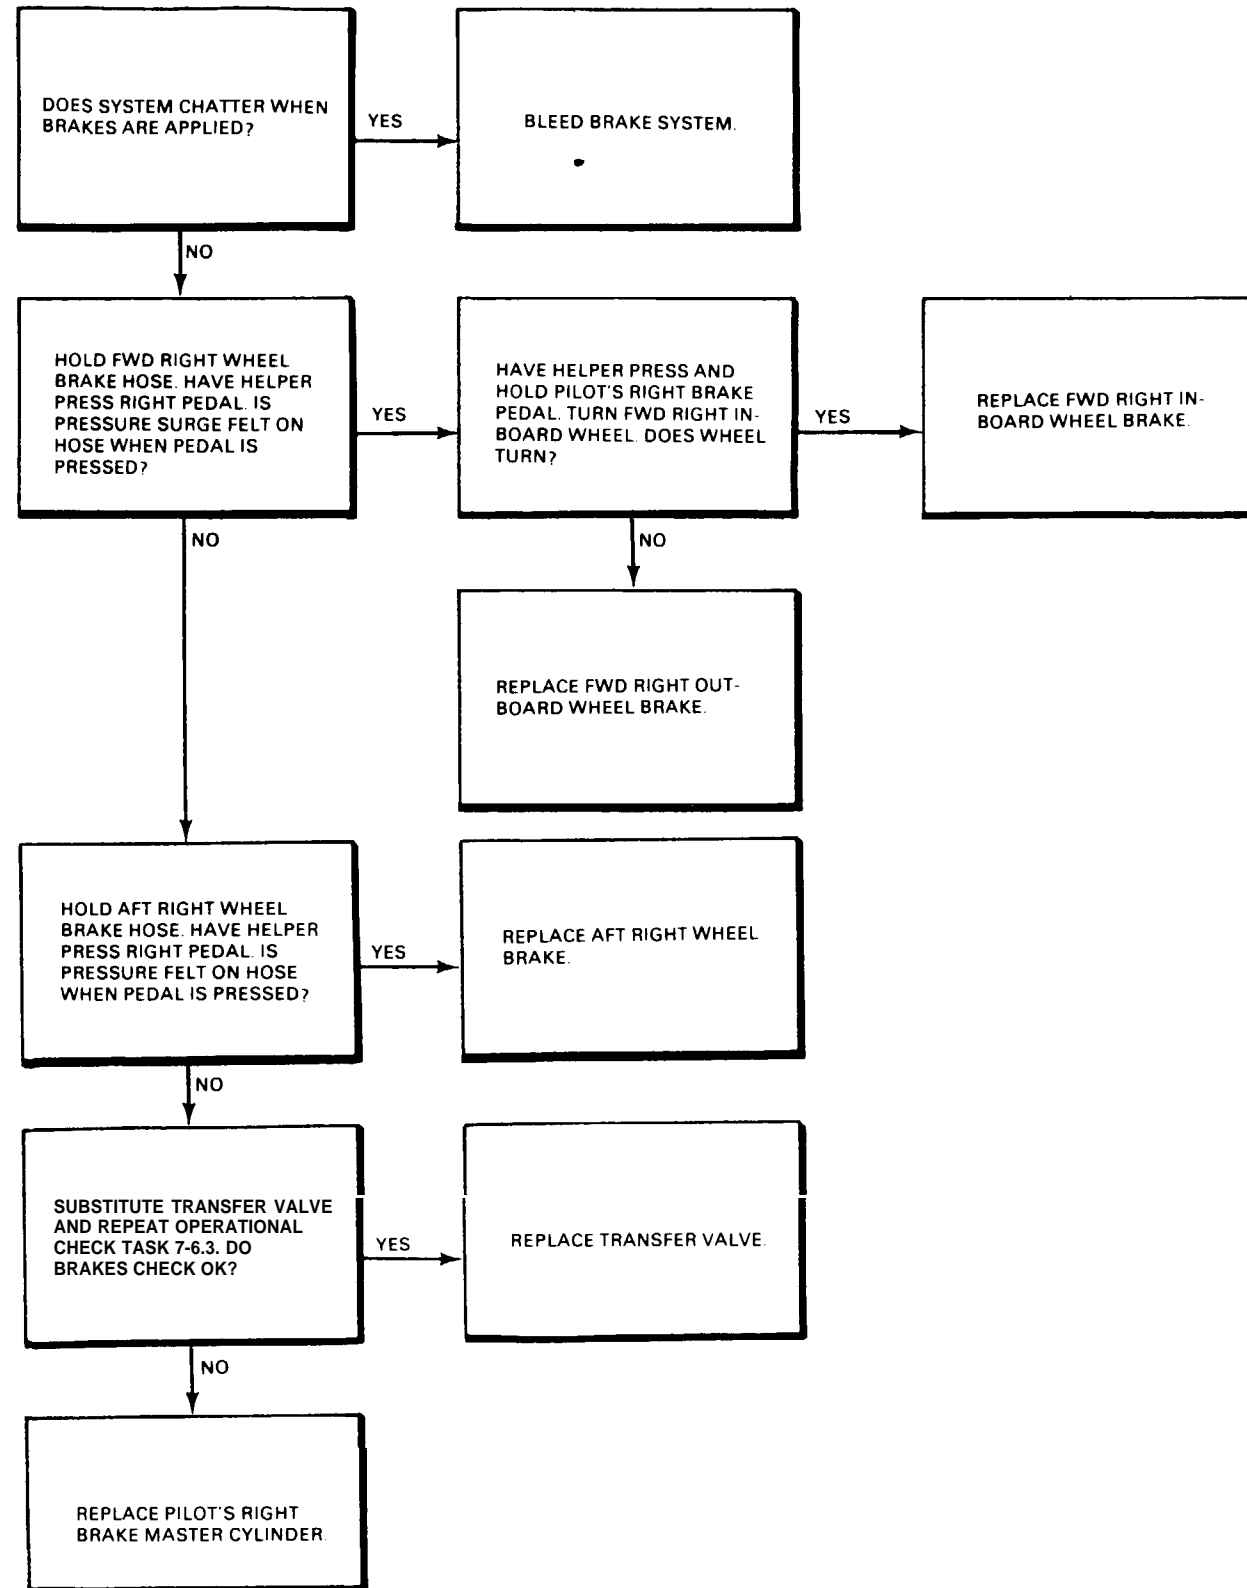 DOES SYSTEM CHATTER WHEN
BRAKES ARE APPLIED?
YES
BLEED BRAKE SYSTEM.
NO
HOLD FWD RIGHT WHEEL
BRAKE HOSE. HAVE HELPER
PRESS RIGHT PEDAL. IS
PRESSURE SURGE FELT ON
HOSE WHEN PEDAL IS
PRESSED?
YES
HAVE HELPER PRESS AND
HOLD PILOT'S RIGHT BRAKE
PEDAL. TURN FWD RIGHT IN-
BOARD WHEEL. DOES WHEEL
TURN?
YES
REPLACE FWD RIGHT IN-
BOARD WHEEL BRAKE.
NO
NO
REPLACE FWD RIGHT OUT-
BOARD WHEEL BRAKE.
HOLD AFT RIGHT WHEEL
BRAKE HOSE. HAVE HELPER
PRESS RIGHT PEDAL. IS
PRESSURE FELT ON HOSE
WHEN PEDAL IS PRESSED?
YES
REPLACE AFT RIGHT WHEEL
BRAKE.
NO
SUBSTITUTE TRANSFER VALVE
AND REPEAT OPERATIONAL
CHECK TASK 7-6.3. DO
BRAKES CHECK OK?
YES
REPLACE TRANSFER VALVE.
NO
REPLACE PILOT'S RIGHT
BRAKE MASTER CYLINDER.